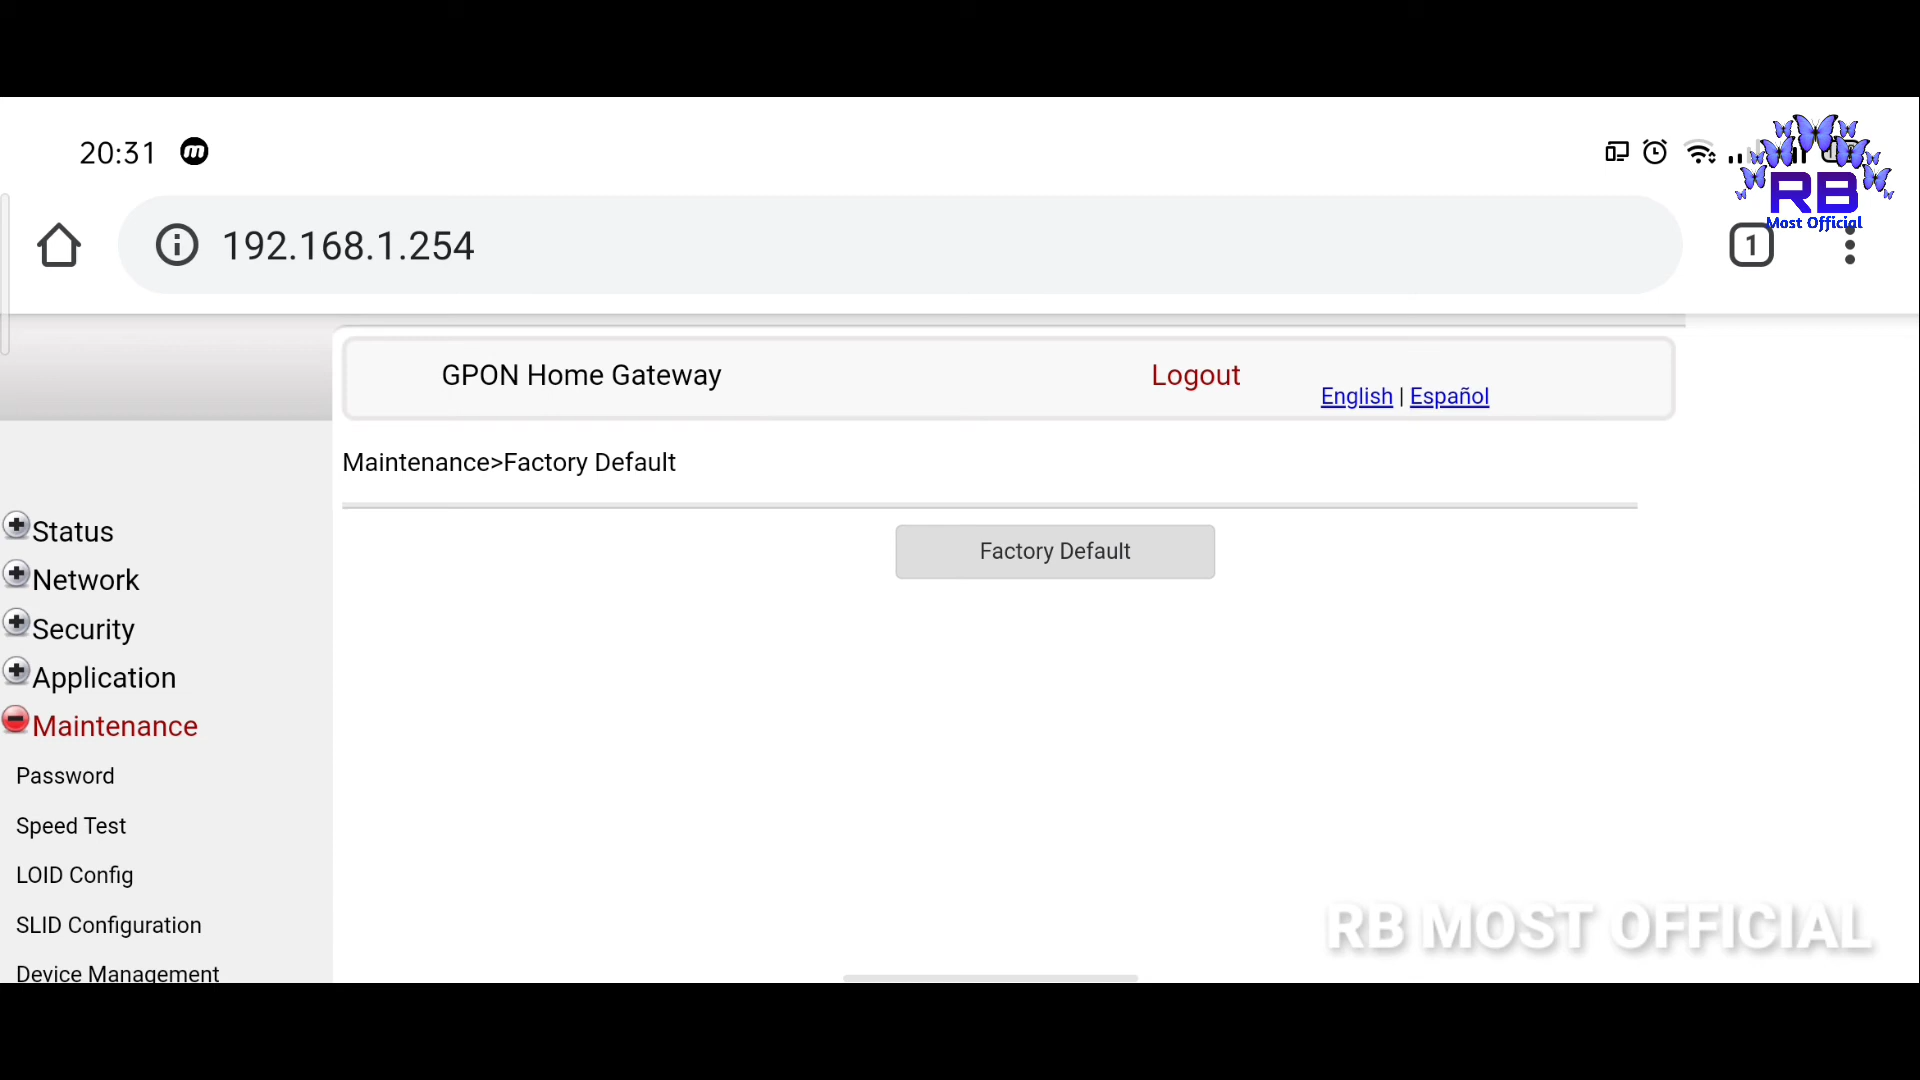 20:31
192.168.1.254
1
RB
Most Official
GPON Home Gateway
Logout
English | Español
Maintenance>Factory Default
Factory Default
Status
Network
Security
Application
Maintenance
Password
Speed Test
LOID Config
SLID Configuration
Device Management
RB MOST OFFICIAL